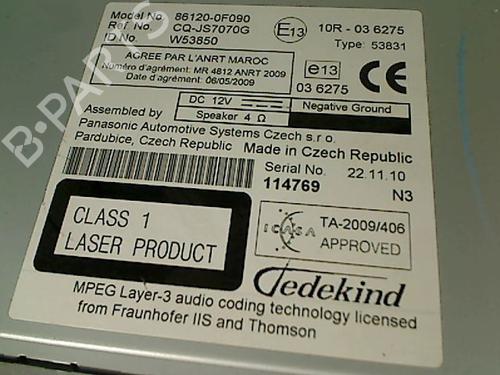 Model No. 86120-0F090
Ref No. CQ-JS7070G
ID No. W53850
E13
10R - 03 6275
Type: 53831
AGREE PAR L'ANRT MAROC
Numéro d'agrément: MR 4812 ANRT 2009
Date d'agrément: 06/05/2009
e13
03 6275
CE
DC 12V
Negative Ground
Speaker 4 Ω
Assembled by
Panasonic Automotive Systems Czech s.r.o.
Pardubice, Czech Republic
Made in Czech Republic
Serial No.
22.11.10
114769
N3
CLASS 1
LASER PRODUCT
ICASA
TA-2009/406
APPROVED
Tedekind
MPEG Layer-3 audio coding technology licensed
from Fraunhofer IIS and Thomson
B-PARTS